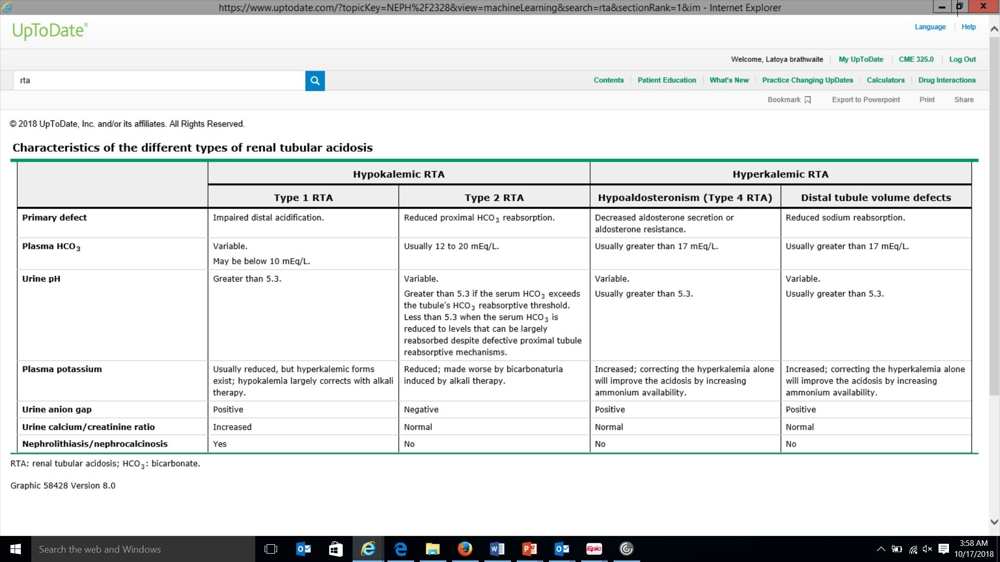 https://www.uptodate.com/?topicKey=NEPH%2F2328&view=machineLearning&search=rta&sectionRank=1&im - Internet Explorer
UpToDate®
Language Help
Welcome, Latoya brathwaite My UpToDate CME 325.0 Log Out
rta
Contents Patient Education What's New Practice Changing UpDates Calculators Drug Interactions
Bookmark Export to Powerpoint Print Share
© 2018 UpToDate, Inc. and/or its affiliates. All Rights Reserved.
Characteristics of the different types of renal tubular acidosis
Hypokalemic RTA Hyperkalemic RTA
Type 1 RTA Type 2 RTA Hypoaldosteronism (Type 4 RTA) Distal tubule volume defects
Primary defect
Impaired distal acidification.
Reduced proximal HCO₃ reabsorption.
Decreased aldosterone secretion or
aldosterone resistance.
Reduced sodium reabsorption.
Plasma HCO₃
Variable.
May be below 10 mEq/L.
Usually 12 to 20 mEq/L.
Usually greater than 17 mEq/L.
Usually greater than 17 mEq/L.
Urine pH
Greater than 5.3.
Variable.
Greater than 5.3 if the serum HCO₃ exceeds
the tubule's HCO₃ reabsorptive threshold.
Less than 5.3 when the serum HCO₃ is
reduced to levels that can be largely
reabsorbed despite defective proximal tubule
reabsorptive mechanisms.
Variable.
Usually greater than 5.3.
Variable.
Usually greater than 5.3.
Plasma potassium
Usually reduced, but hyperkalemic forms
exist; hypokalemia largely corrects with alkali
therapy.
Reduced; made worse by bicarbonaturia
induced by alkali therapy.
Increased; correcting the hyperkalemia alone
will improve the acidosis by increasing
ammonium availability.
Increased; correcting the hyperkalemia alone
will improve the acidosis by increasing
ammonium availability.
Urine anion gap Positive Negative Positive Positive
Urine calcium/creatinine ratio Increased Normal Normal Normal
Nephrolithiasis/nephrocalcinosis Yes No No No
RTA: renal tubular acidosis; HCO₃: bicarbonate.
Graphic 58428 Version 8.0
Search the web and Windows
Epic
3:58 AM
10/17/2018